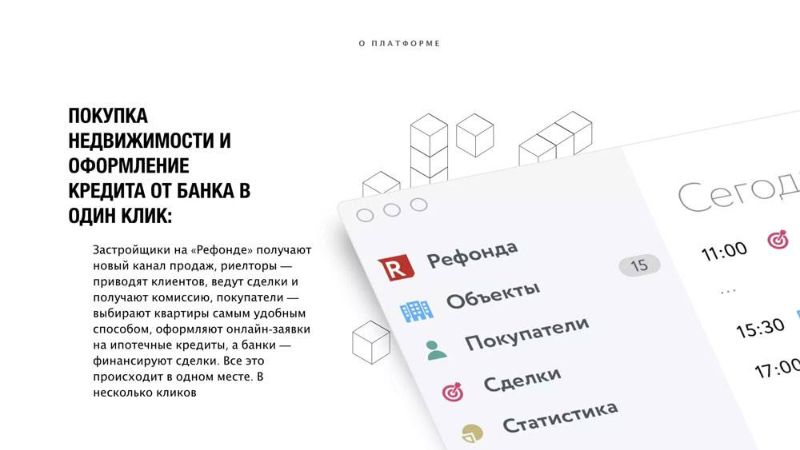 О ПЛАТФОРМЕ
ПОКУПКА
НЕДВИЖИМОСТИ И
ОФОРМЛЕНИЕ
КРЕДИТА ОТ БАНКА В
ОДИН КЛИК:
Застройщики на «Рефонде» получают
новый канал продаж, риелторы —
приводят клиентов, ведут сделки и
получают комиссию, покупатели —
выбирают квартиры самым удобным
способом, оформляют онлайн-заявки
на ипотечные кредиты, а банки —
финансируют сделки. Все это
происходит в одном месте. В
несколько кликов
R Рефонда
Объекты 15
Покупатели
Сделки
Статистика
Сегод
11:00
...
15:30
17:00